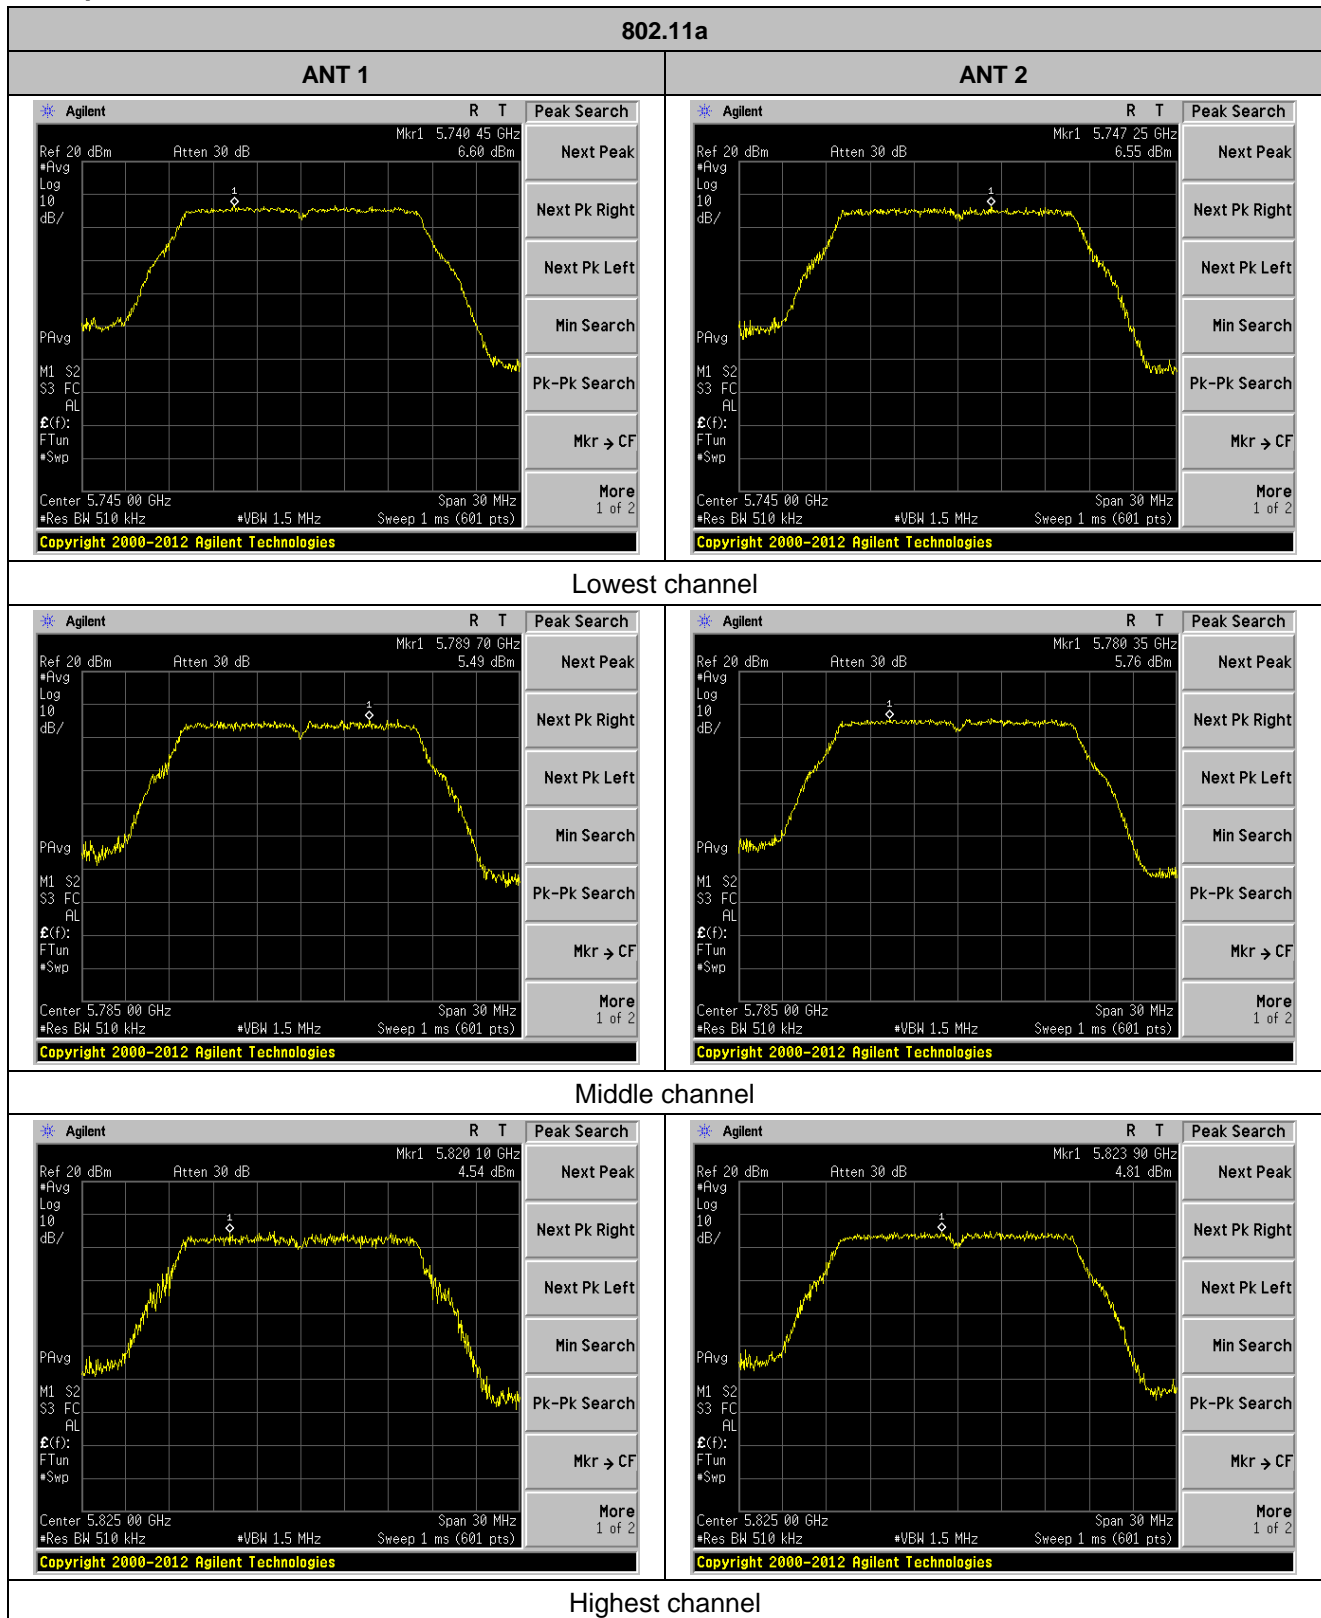 802.11a
ANT 1
ANT 2
Agilent R T Peak Search
Mkr1 5.740 45 GHz
Ref 20 dBm Atten 30 dB 6.60 dBm
#Avg
Log
10
dB/
1
PAvg
M1 S2
S3 FC
AL
£(f):
FTun
#Swp
Center 5.745 00 GHz Span 30 MHz
#Res BW 510 kHz #VBW 1.5 MHz Sweep 1 ms (601 pts)
Copyright 2000-2012 Agilent Technologies
Next Peak
Next Pk Right
Next Pk Left
Min Search
Pk-Pk Search
Mkr → CF
More
1 of 2
Agilent R T Peak Search
Mkr1 5.747 25 GHz
Ref 20 dBm Atten 30 dB 6.55 dBm
#Avg
Log
10
dB/
1
PAvg
M1 S2
S3 FC
AL
£(f):
FTun
#Swp
Center 5.745 00 GHz Span 30 MHz
#Res BW 510 kHz #VBW 1.5 MHz Sweep 1 ms (601 pts)
Copyright 2000-2012 Agilent Technologies
Next Peak
Next Pk Right
Next Pk Left
Min Search
Pk-Pk Search
Mkr → CF
More
1 of 2
Lowest channel
Agilent R T Peak Search
Mkr1 5.789 70 GHz
Ref 20 dBm Atten 30 dB 5.49 dBm
#Avg
Log
10
dB/
1
PAvg
M1 S2
S3 FC
AL
£(f):
FTun
#Swp
Center 5.785 00 GHz Span 30 MHz
#Res BW 510 kHz #VBW 1.5 MHz Sweep 1 ms (601 pts)
Copyright 2000-2012 Agilent Technologies
Next Peak
Next Pk Right
Next Pk Left
Min Search
Pk-Pk Search
Mkr → CF
More
1 of 2
Agilent R T Peak Search
Mkr1 5.780 35 GHz
Ref 20 dBm Atten 30 dB 5.76 dBm
#Avg
Log
10
dB/
1
PAvg
M1 S2
S3 FC
AL
£(f):
FTun
#Swp
Center 5.785 00 GHz Span 30 MHz
#Res BW 510 kHz #VBW 1.5 MHz Sweep 1 ms (601 pts)
Copyright 2000-2012 Agilent Technologies
Next Peak
Next Pk Right
Next Pk Left
Min Search
Pk-Pk Search
Mkr → CF
More
1 of 2
Middle channel
Agilent R T Peak Search
Mkr1 5.820 10 GHz
Ref 20 dBm Atten 30 dB 4.54 dBm
#Avg
Log
10
dB/
1
PAvg
M1 S2
S3 FC
AL
£(f):
FTun
#Swp
Center 5.825 00 GHz Span 30 MHz
#Res BW 510 kHz #VBW 1.5 MHz Sweep 1 ms (601 pts)
Copyright 2000-2012 Agilent Technologies
Next Peak
Next Pk Right
Next Pk Left
Min Search
Pk-Pk Search
Mkr → CF
More
1 of 2
Agilent R T Peak Search
Mkr1 5.823 90 GHz
Ref 20 dBm Atten 30 dB 4.81 dBm
#Avg
Log
10
dB/
1
PAvg
M1 S2
S3 FC
AL
£(f):
FTun
#Swp
Center 5.825 00 GHz Span 30 MHz
#Res BW 510 kHz #VBW 1.5 MHz Sweep 1 ms (601 pts)
Copyright 2000-2012 Agilent Technologies
Next Peak
Next Pk Right
Next Pk Left
Min Search
Pk-Pk Search
Mkr → CF
More
1 of 2
Highest channel